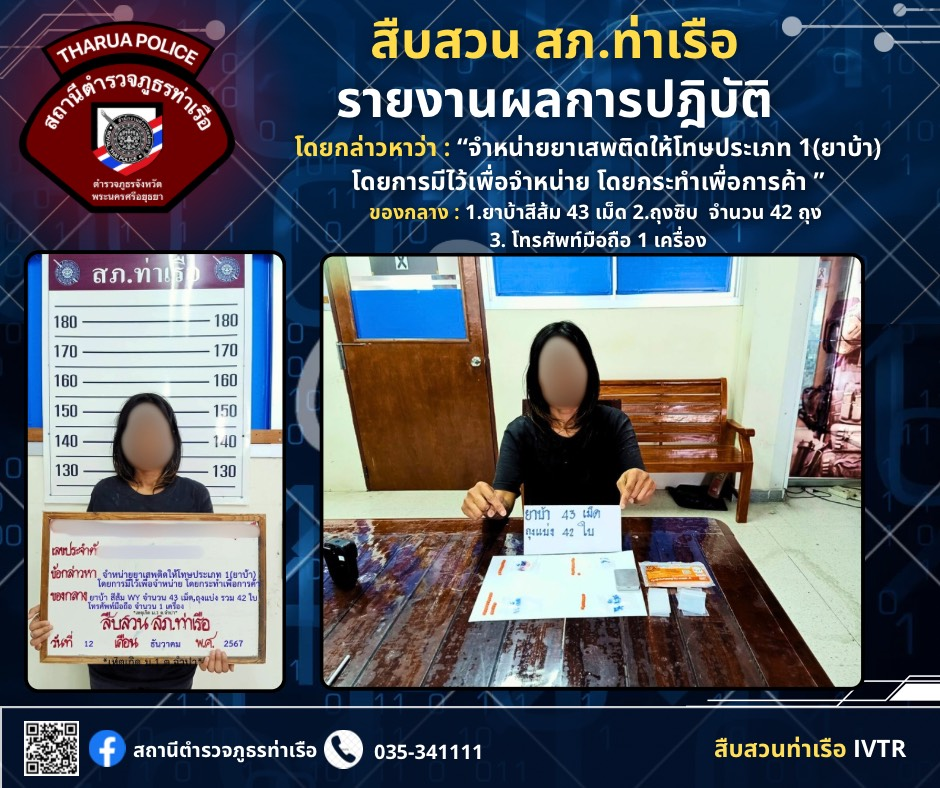 THARUA POLICE
สถานีตำรวจภูธรท่าเรือ
ตำรวจภูธรจังหวัด
พระนครศรีอยุธยา
สืบสวน สภ.ท่าเรือ
รายงานผลการปฎิบัติ
โดยกล่าวหาว่า : “จำหน่ายยาเสพติดให้โทษประเภท 1(ยาบ้า)
โดยการมีไว้เพื่อจำหน่าย โดยกระทำเพื่อการค้า ”
ของกลาง : 1.ยาบ้าสีส้ม 43 เม็ด 2.ถุงซิบ จำนวน 42 ถุง
3. โทรศัพท์มือถือ 1 เครื่อง
สภ.ท่าเรือ
180 180
170 170
160 160
150 150
140 140
130 130
เลขประจำตัว
ข้อกล่าวหา จำหน่ายยาเสพติดให้โทษประเภท 1(ยาบ้า)
โดยการมีไว้เพื่อจำหน่าย โดยกระทำเพื่อการค้า
ของกลาง ยาบ้า สีส้ม WY จำนวน 43 เม็ด,ถุงแบ่ง รวม 42 ใบ
โทรศัพท์มือถือ จำนวน 1 เครื่อง
สืบสวน สภ.ท่าเรือ
วันที่ 12 เดือน ธันวาคม พ.ศ. 2567
ยาบ้า 43 เม็ด
ถุงแบ่ง 42 ใบ
สถานีตำรวจภูธรท่าเรือ
035-341111
สืบสวนท่าเรือ IVTR